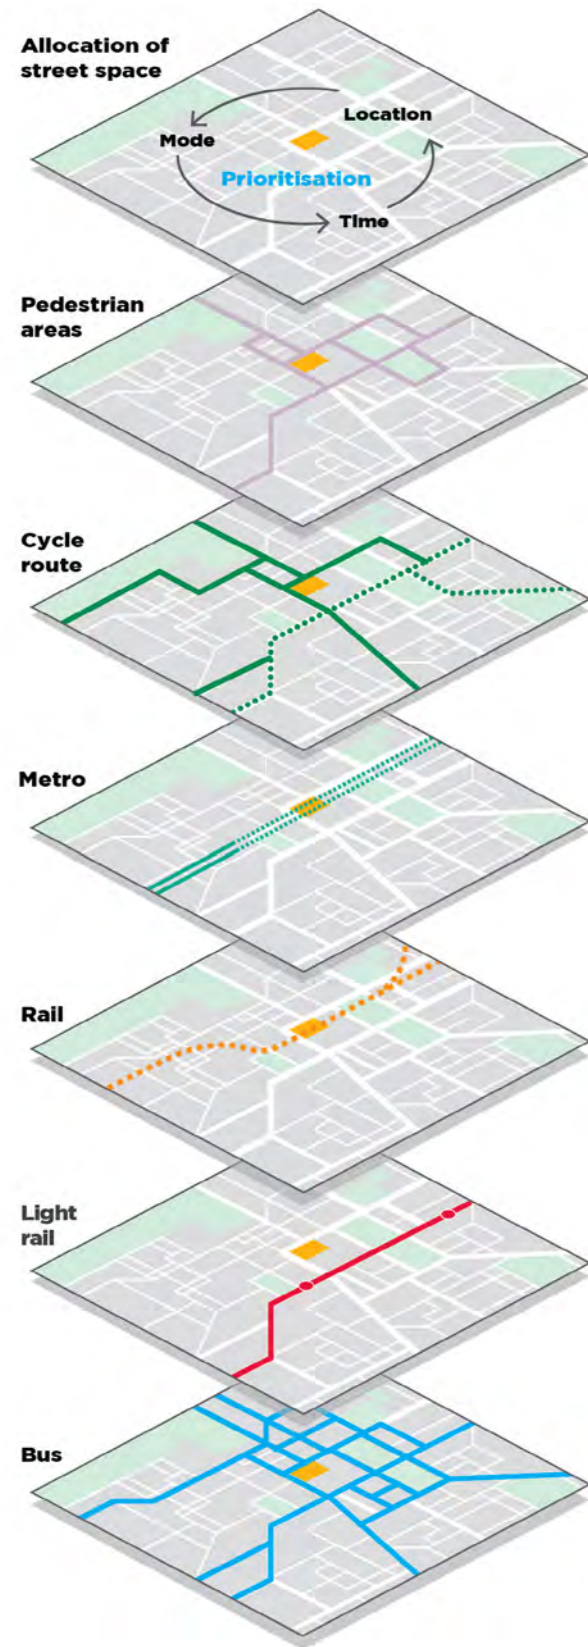 Allocation of
street space
Location
Mode
Prioritisation
Time
Pedestrian
areas
Cycle
route
Metro
Rail
Light
rail
Bus